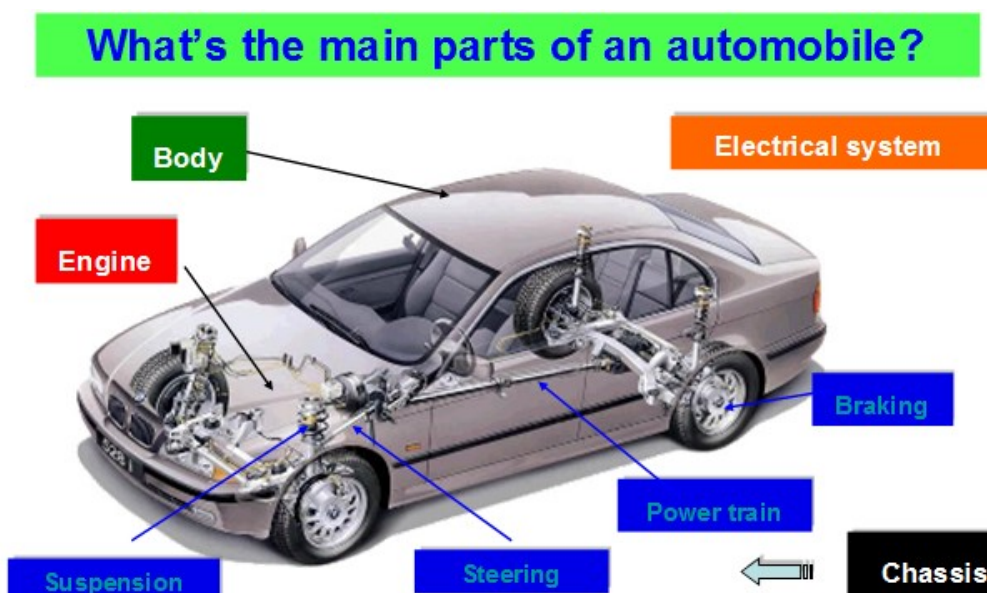 What's the main parts of an automobile?
Body
Electrical system
Engine
Braking
Power train
Suspension
Steering
Chassis